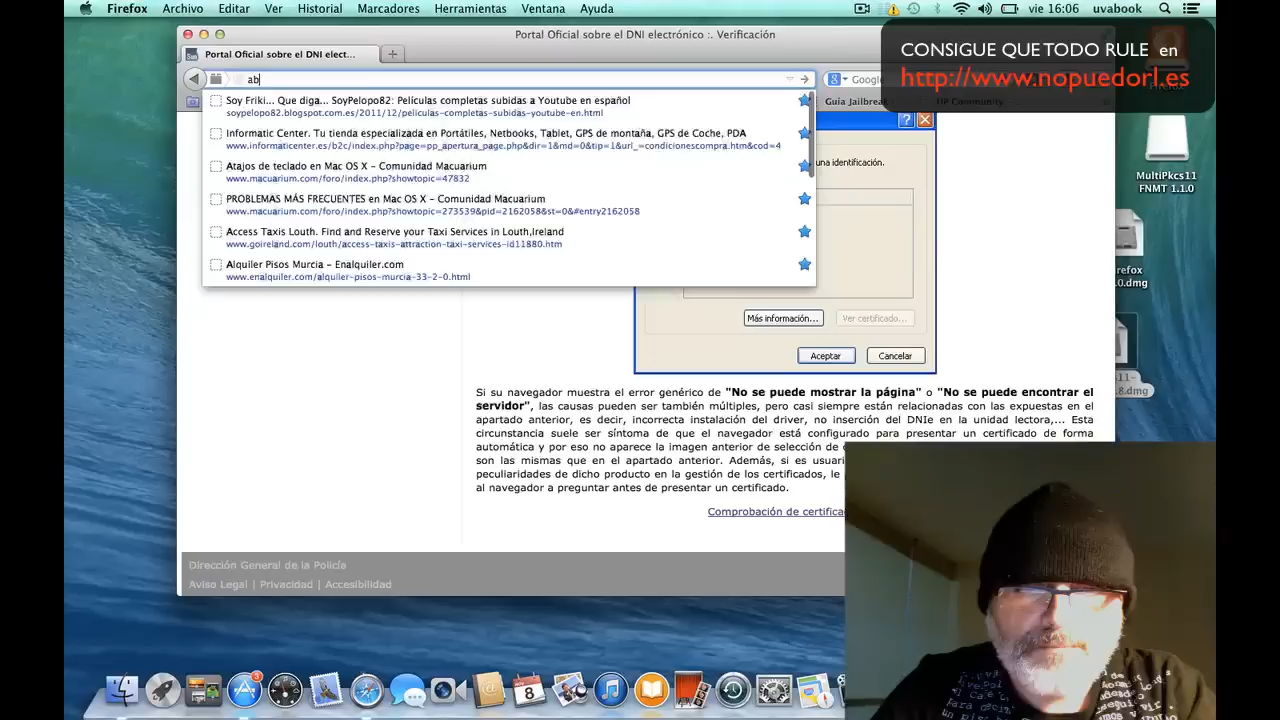 Firefox Archivo Editar Ver Historial Marcadores Herramientas Ventana Ayuda vie 16:06 uvabook
Portal Oficial sobre el DNI electrónico :. Verificación
CONSIGUE QUE TODO RULE en
http://www.nopuedorl.es
Portal Oficial sobre el DNI elect...
ab
Google
Guía Jailbreak
UP Community
Soy Friki... Que diga... SoyPelopo82: Películas completas subidas a Youtube en español
soypelopo82.blogspot.com.es/2011/12/peliculas-completas-subidas-youtube-en.html
Informatic Center. Tu tienda especializada en Portátiles, Netbooks, Tablet, GPS de montaña, GPS de Coche, PDA
www.informaticenter.es/b2c/index.php?page=pp_apertura_page.php&dir=1&md=0&tip=1&url_=condicionescompra.htm&cod=4
Atajos de teclado en Mac OS X - Comunidad Macuarium
www.macuarium.com/foro/index.php?showtopic=47832
PROBLEMAS MÁS FRECUENTES en Mac OS X - Comunidad Macuarium
www.macuarium.com/foro/index.php?showtopic=273539&pid=2162058&st=0&#entry2162058
Access Taxis Louth. Find and Reserve your Taxi Services in Louth,Ireland
www.goireland.com/louth/access-taxis-attraction-taxi-services-id11880.htm
Alquiler Pisos Murcia - Enalquiler.com
www.enalquiler.com/alquiler-pisos-murcia-33-2-0.html
una identificación.
MultiPkcs11
FNMT 1.1.0
Más información...
Ver certificado...
Aceptar
Cancelar
Si su navegador muestra el error genérico de "No se puede mostrar la página" o "No se puede encontrar el
servidor", las causas pueden ser también múltiples, pero casi siempre están relacionadas con las expuestas en el
apartado anterior, es decir, incorrecta instalación del driver, no inserción del DNIe en la unidad lectora,... Esta
circunstancia suele ser síntoma de que el navegador está configurado para presentar un certificado de forma
automática y por eso no aparece la imagen anterior de selección de
son las mismas que en el apartado anterior. Además, si es usuari
peculiaridades de dicho producto en la gestión de los certificados, le
al navegador a preguntar antes de presentar un certificado.
Comprobación de certifica
Dirección General de la Policía
Aviso Legal | Privacidad | Accesibilidad
3
8